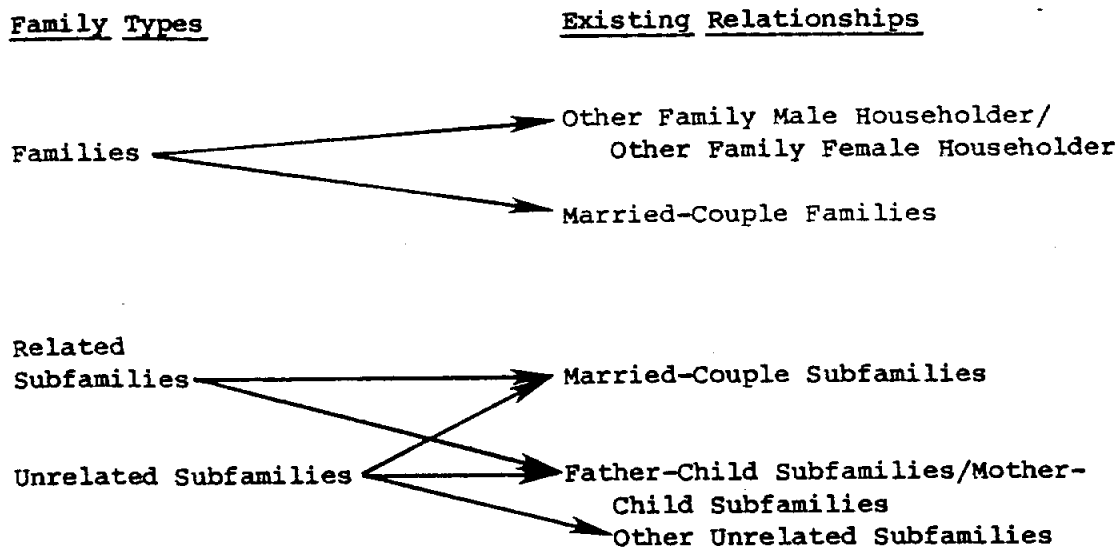 Family Types
Existing Relationships
Families
Other Family Male Householder/
Other Family Female Householder
Married-Couple Families
Related
Subfamilies
Married-Couple Subfamilies
Unrelated Subfamilies
Father-Child Subfamilies/Mother-
Child Subfamilies
Other Unrelated Subfamilies